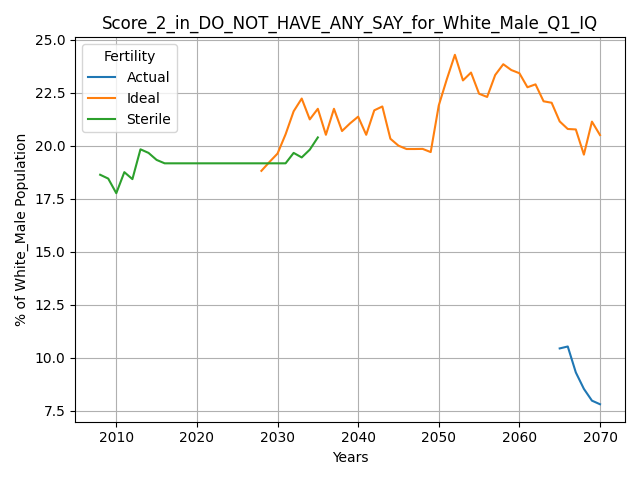 Score_2_in_DO_NOT_HAVE_ANY_SAY_for_White_Male_Q1_IQ
25.0
22.5
20.0
17.5
15.0
12.5
10.0
7.5
% of White_Male Population
Fertility
Actual
Ideal
Sterile
2010 2020 2030 2040 2050 2060 2070
Years